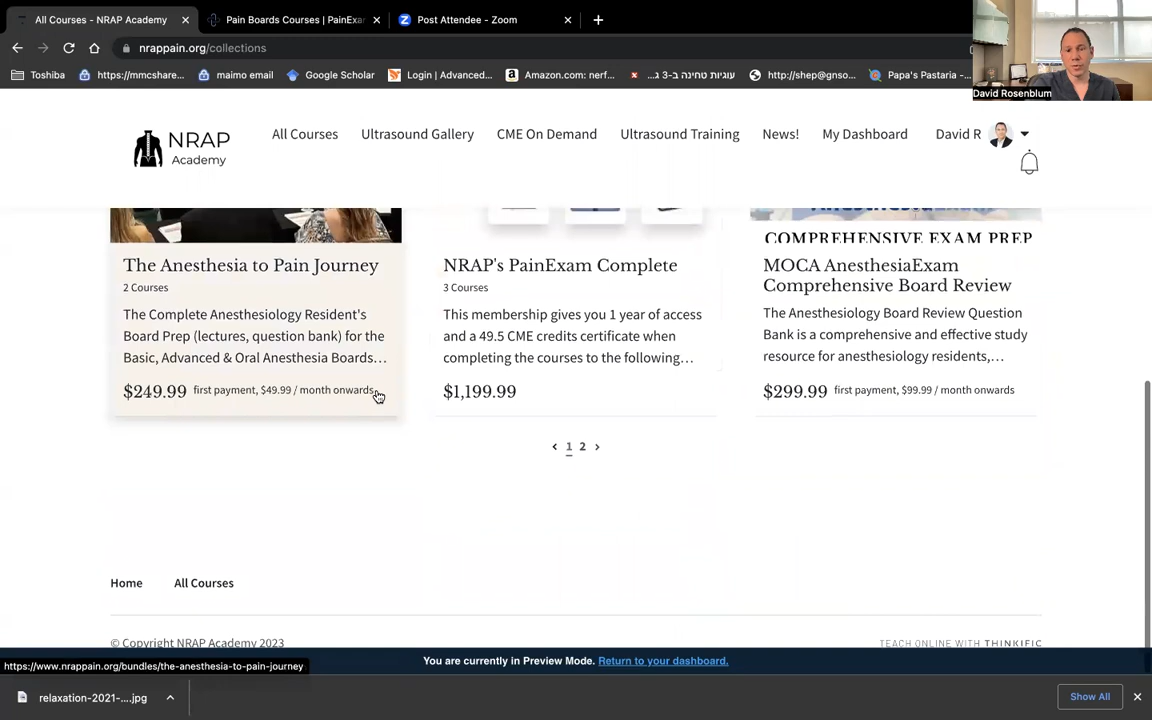 All Courses - NRAP Academy
Pain Boards Courses | PainExa
Post Attendee - Zoom
nrappain.org/collections
Toshiba
https://mmcshare...
maimo email
Google Scholar
Login | Advanced...
Amazon.com: nerf...
עוגיות טחינה ב-3 ג...
http://shep@gnso...
Papa's Pastaria -...
David Rosenblum
NRAP
Academy
All Courses
Ultrasound Gallery
CME On Demand
Ultrasound Training
News!
My Dashboard
David R
COMPREHENSIVE EXAM PREP
The Anesthesia to Pain Journey
2 Courses
The Complete Anesthesiology Resident's
Board Prep (lectures, question bank) for the
Basic, Advanced & Oral Anesthesia Boards...
$249.99 first payment, $49.99 / month onwards
NRAP's PainExam Complete
3 Courses
This membership gives you 1 year of access
and a 49.5 CME credits certificate when
completing the courses to the following...
$1,199.99
MOCA AnesthesiaExam
Comprehensive Board Review
The Anesthesiology Board Review Question
Bank is a comprehensive and effective study
resource for anesthesiology residents,...
$299.99 first payment, $99.99 / month onwards
< 1 2 >
Home
All Courses
© Copyright NRAP Academy 2023
TEACH ONLINE WITH THINKIFIC
https://www.nrappain.org/bundles/the-anesthesia-to-pain-journey
You are currently in Preview Mode. Return to your dashboard.
relaxation-2021-....jpg
Show All